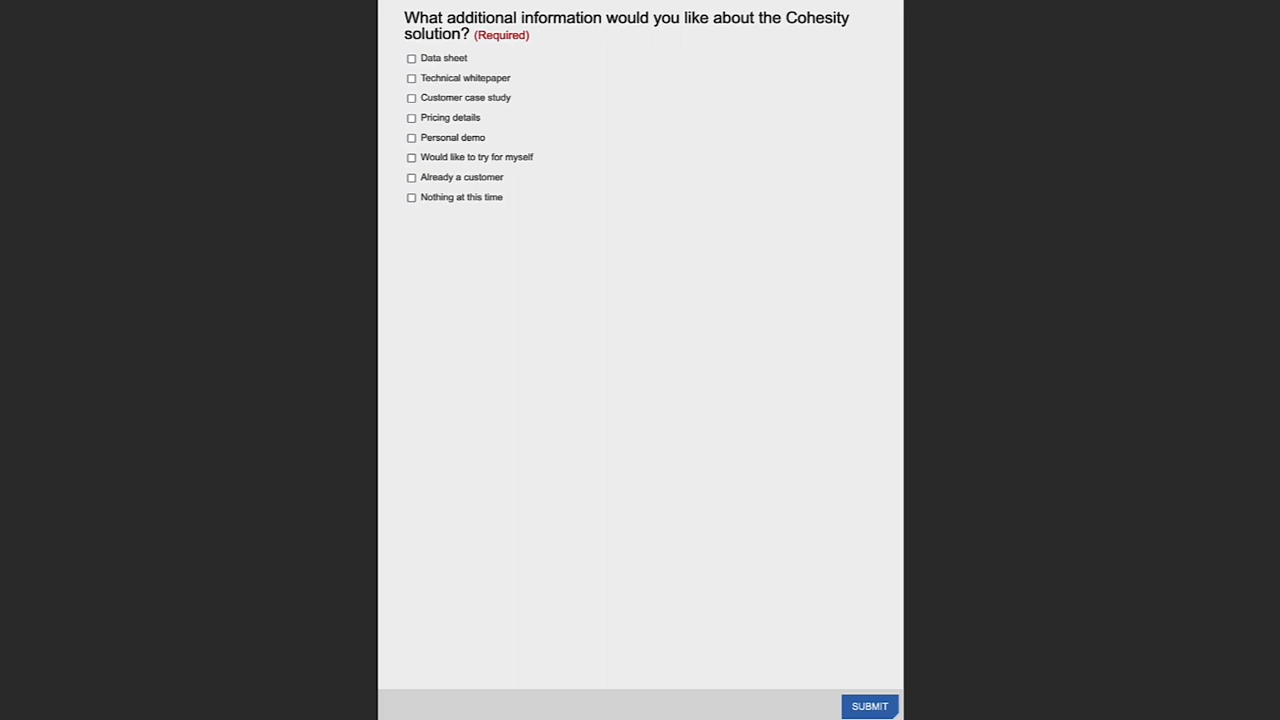 What additional information would you like about the Cohesity
solution? (Required)
Data sheet
Technical whitepaper
Customer case study
Pricing details
Personal demo
Would like to try for myself
Already a customer
Nothing at this time
SUBMIT